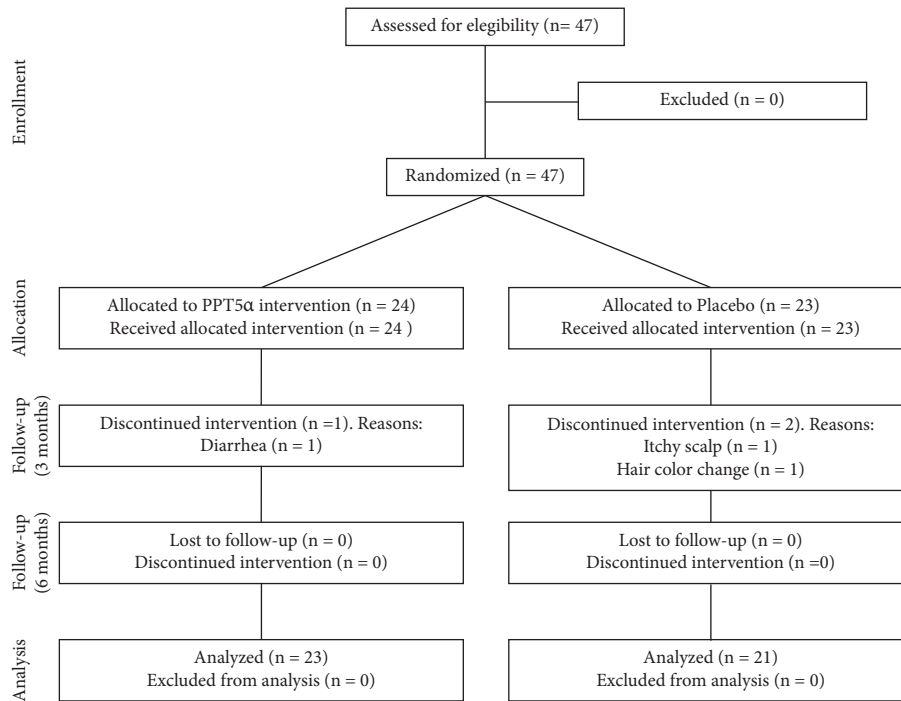 Assessed for elegibility (n= 47)
Enrollment
Excluded (n = 0)
Randomized (n = 47)
Allocation
Allocated to PPT5α intervention (n = 24)
Received allocated intervention (n = 24 )
Allocated to Placebo (n = 23)
Received allocated intervention (n = 23)
Follow-up
(3 months)
Discontinued intervention (n =1). Reasons:
Diarrhea (n = 1)
Discontinued intervention (n = 2). Reasons:
Itchy scalp (n = 1)
Hair color change (n = 1)
Follow-up
(6 months)
Lost to follow-up (n = 0)
Discontinued intervention (n = 0)
Lost to follow-up (n = 0)
Discontinued intervention (n =0)
Analysis
Analyzed (n = 23)
Excluded from analysis (n = 0)
Analyzed (n = 21)
Excluded from analysis (n = 0)